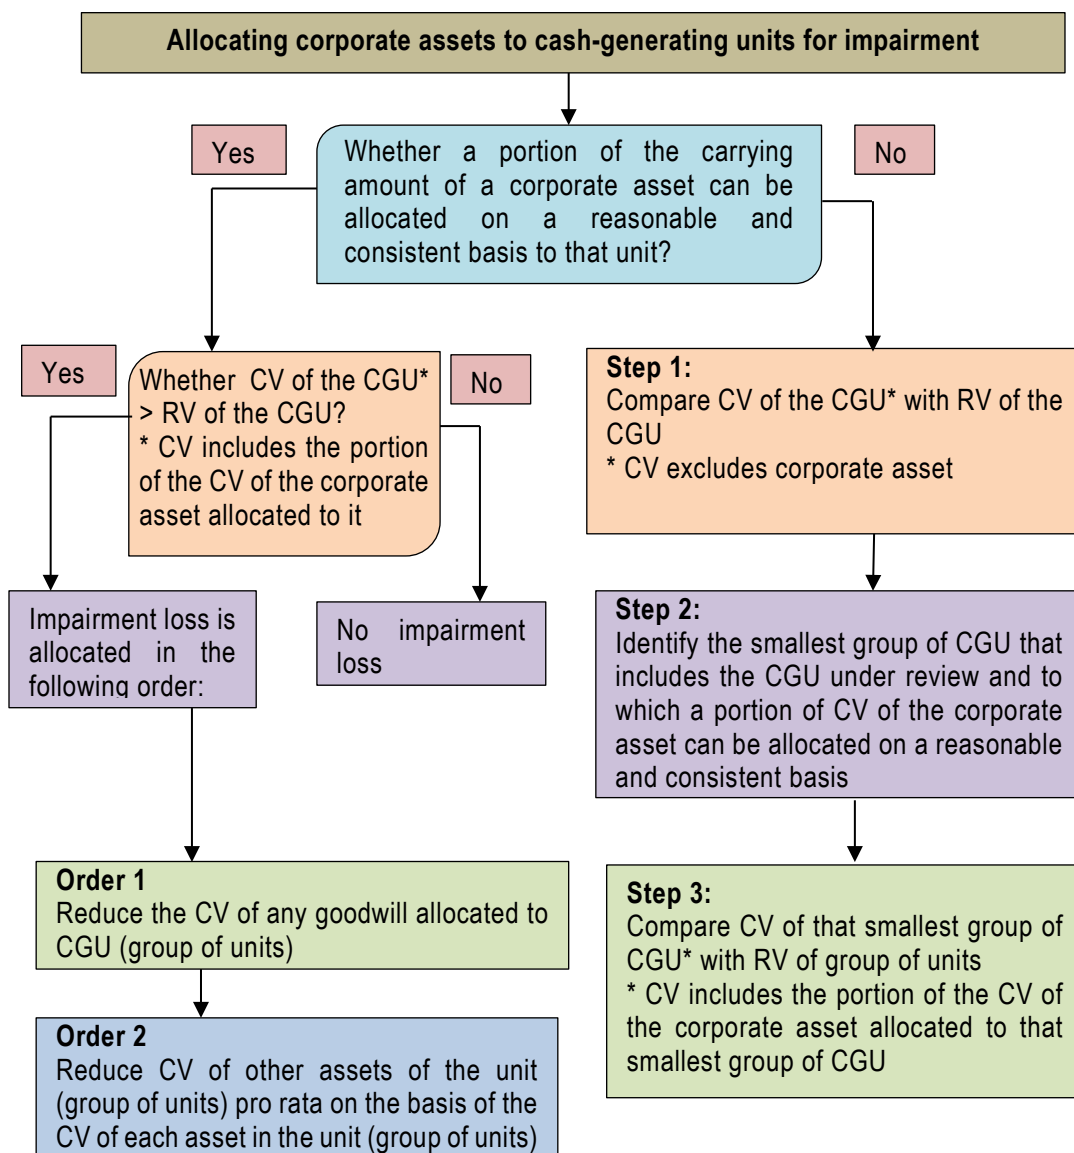 Allocating corporate assets to cash-generating units for impairment
Yes
Whether a portion of the carrying
amount of a corporate asset can be
allocated on a reasonable and
consistent basis to that unit?
No
Yes
Whether CV of the CGU*
> RV of the CGU?
* CV includes the portion
of the CV of the corporate
asset allocated to it
No
Step 1:
Compare CV of the CGU* with RV of the
CGU
* CV excludes corporate asset
Impairment loss is
allocated in the
following order:
No impairment
loss
Step 2:
Identify the smallest group of CGU that
includes the CGU under review and to
which a portion of CV of the corporate
asset can be allocated on a reasonable
and consistent basis
Order 1
Reduce the CV of any goodwill allocated to
CGU (group of units)
Step 3:
Compare CV of that smallest group of
CGU* with RV of group of units
* CV includes the portion of the CV of
the corporate asset allocated to that
smallest group of CGU
Order 2
Reduce CV of other assets of the unit
(group of units) pro rata on the basis of the
CV of each asset in the unit (group of units)